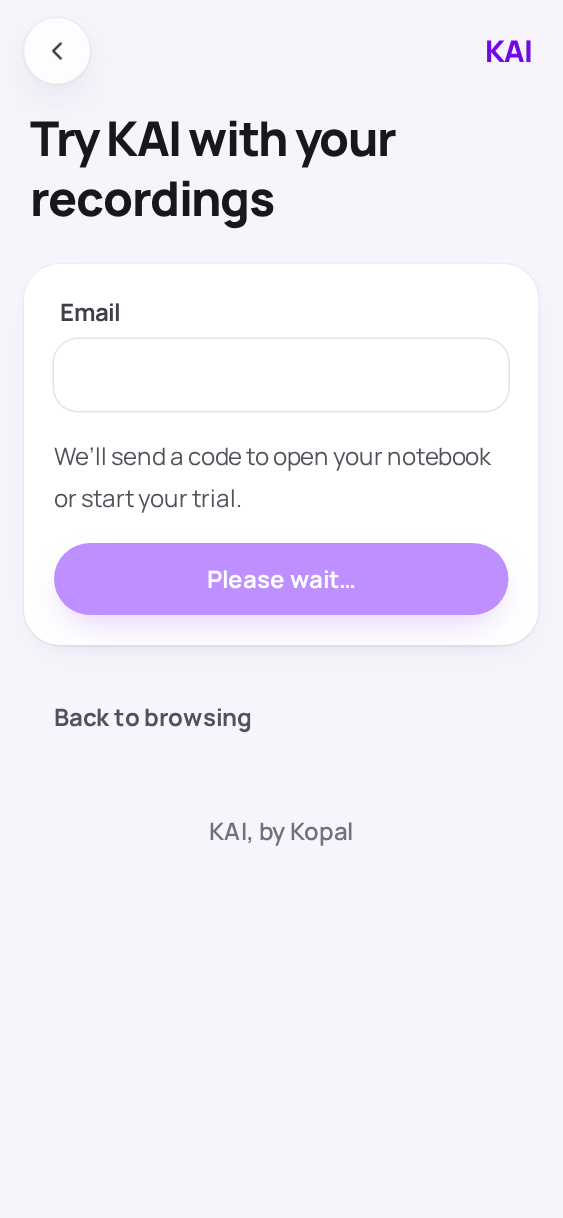 KAI
Try KAI with your
recordings
Email
We’ll send a code to open your notebook
or start your trial.
Please wait…
Back to browsing
KAI, by Kopal